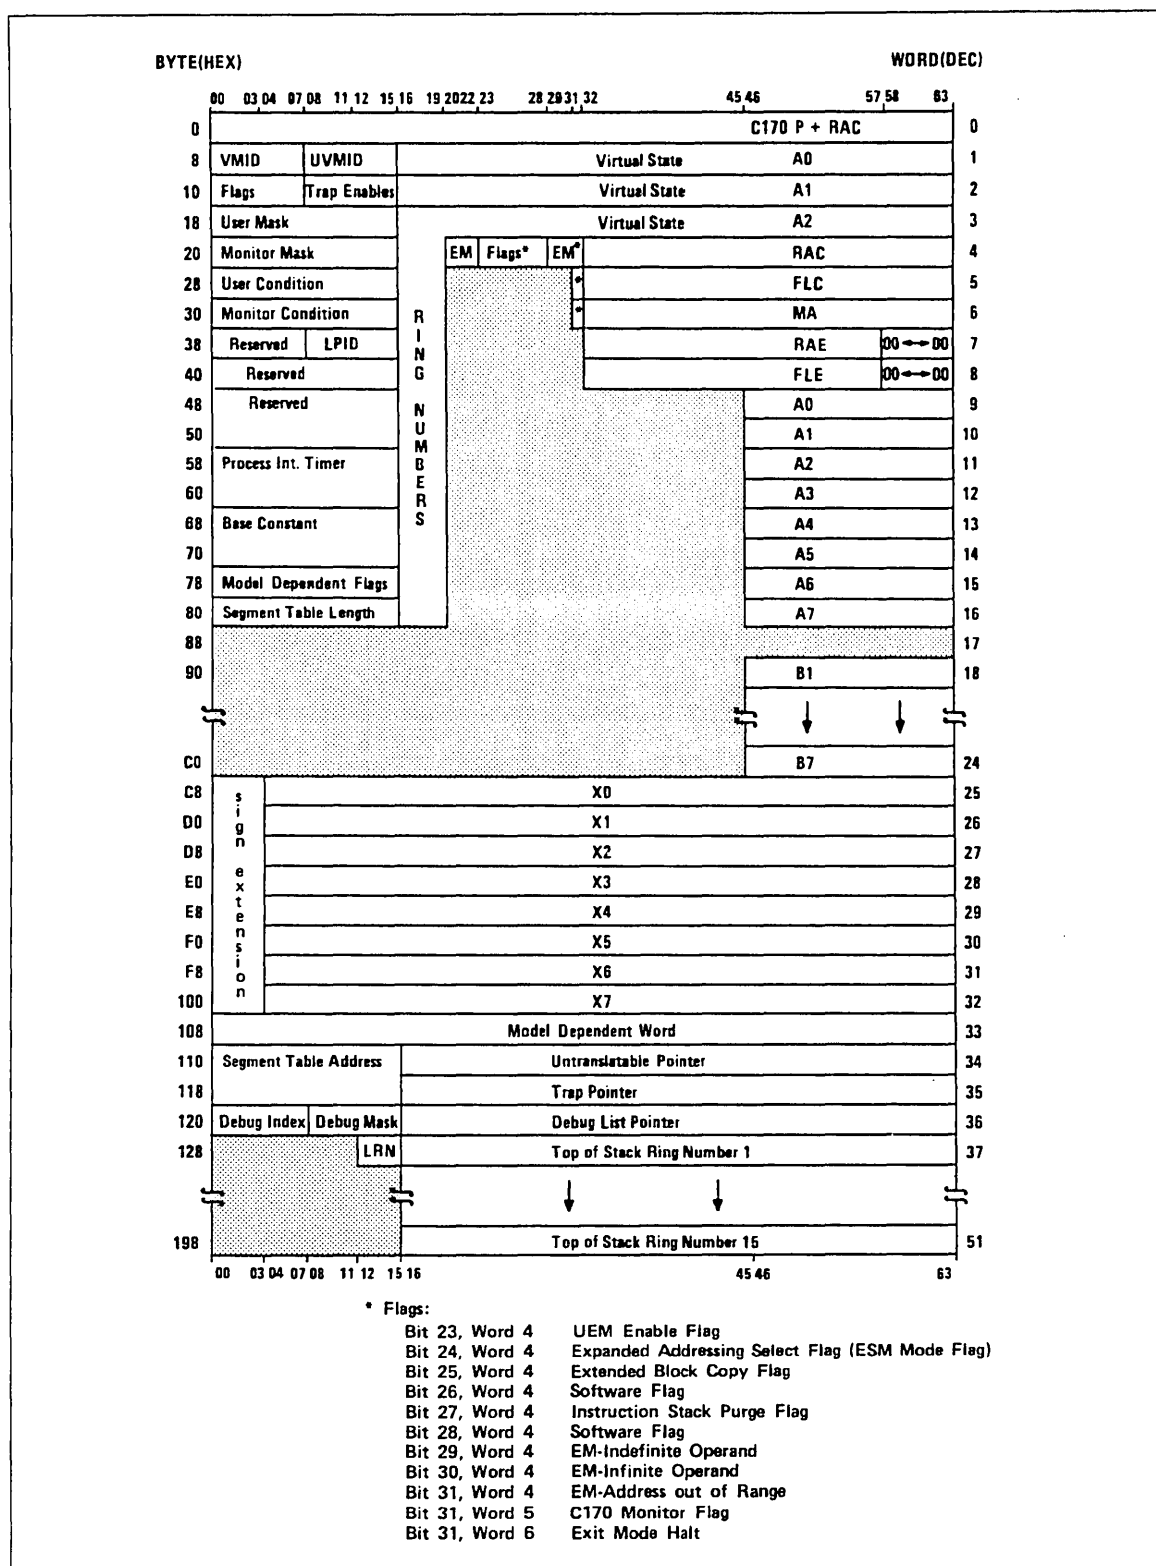 BYTE(HEX) WORD(DEC)
00 03 04 07 08 11 12 15 16 19 20 22 23 28 29 31 32 45 46 57 58 63
0 C170 P + RAC 0
8 VMID UVMID Virtual State A0 1
10 Flags Trap Enables Virtual State A1 2
18 User Mask Virtual State A2 3
20 Monitor Mask EM Flags* EM* RAC 4
28 User Condition * FLC 5
30 Monitor Condition * MA 6
38 Reserved LPID RAE 00↔00 7
40 Reserved FLE 00↔00 8
48 Reserved A0 9
50 A1 10
58 Process Int. Timer A2 11
60 A3 12
68 Base Constant A4 13
70 A5 14
78 Model Dependent Flags A6 15
80 Segment Table Length A7 16
RING NUMBERS
88 17
90 B1 18
C0 B7 24
C8 X0 25
D0 X1 26
D8 X2 27
E0 X3 28
E8 X4 29
F0 X5 30
F8 X6 31
100 X7 32
sign extension
108 Model Dependent Word 33
110 Segment Table Address Untranslatable Pointer 34
118 Trap Pointer 35
120 Debug Index Debug Mask Debug List Pointer 36
128 LRN Top of Stack Ring Number 1 37
198 Top of Stack Ring Number 15 51
00 03 04 07 08 11 12 15 16 45 46 63
* Flags:
Bit 23, Word 4 UEM Enable Flag
Bit 24, Word 4 Expanded Addressing Select Flag (ESM Mode Flag)
Bit 25, Word 4 Extended Block Copy Flag
Bit 26, Word 4 Software Flag
Bit 27, Word 4 Instruction Stack Purge Flag
Bit 28, Word 4 Software Flag
Bit 29, Word 4 EM-Indefinite Operand
Bit 30, Word 4 EM-Infinite Operand
Bit 31, Word 4 EM-Address out of Range
Bit 31, Word 5 C170 Monitor Flag
Bit 31, Word 6 Exit Mode Halt